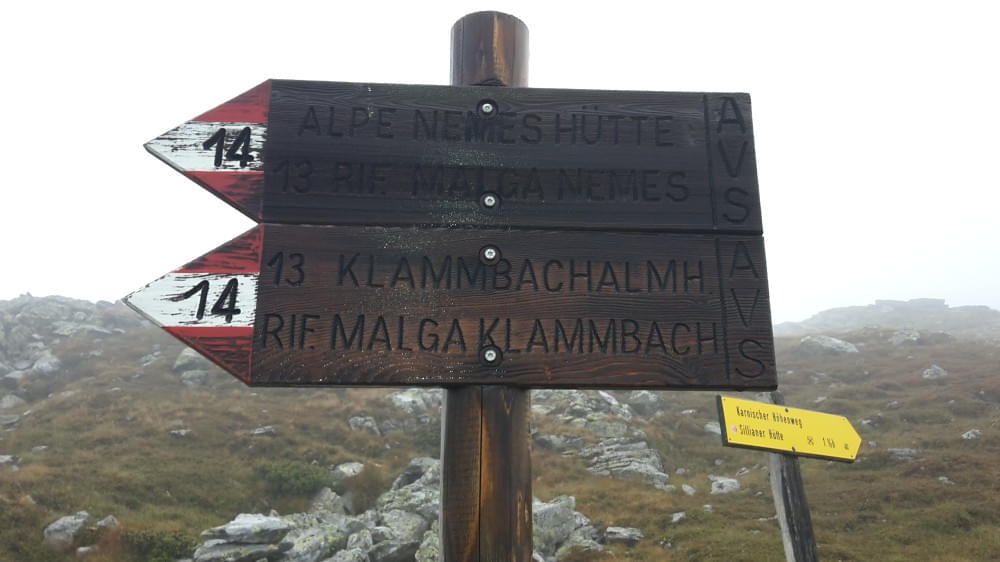 14
ALPE NEMES HÜTTE
13 RIF. MALGA NEMES
AVS
14
13 KLAMMBACHALMH.
RIF. MALGA KLAMMBACH
AVS
Karnischer Höhenweg
Sillianer Hütte